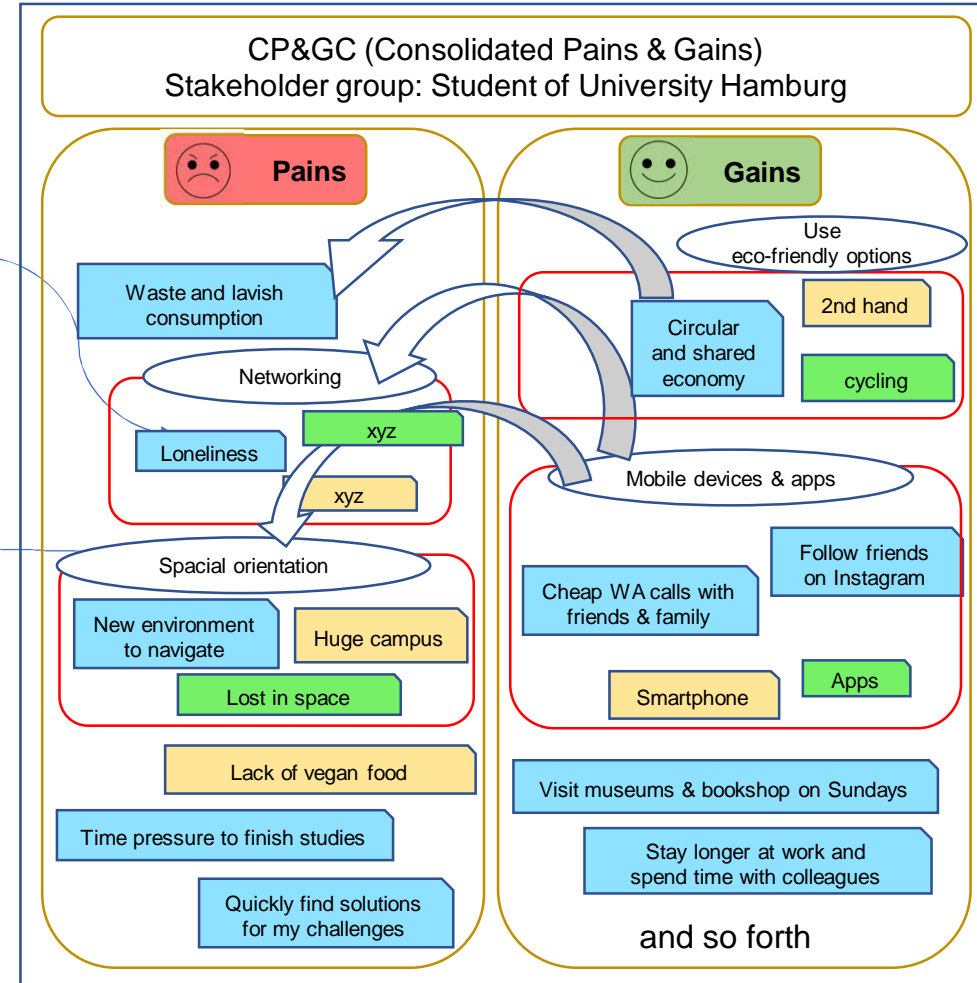 CP&GC (Consolidated Pains & Gains)
Stakeholder group: Student of University Hamburg
Pains
Waste and lavish
consumption
Networking
xyz
Loneliness
xyz
Spacial orientation
New environment
to navigate
Huge campus
Lost in space
Lack of vegan food
Time pressure to finish studies
Quickly find solutions
for my challenges
Gains
Use
eco-friendly options
Circular
and shared
economy
2nd hand
cycling
Mobile devices & apps
Follow friends
on Instagram
Cheap WA calls with
friends & family
Smartphone
Apps
Visit museums & bookshop on Sundays
Stay longer at work and
spend time with colleagues
and so forth